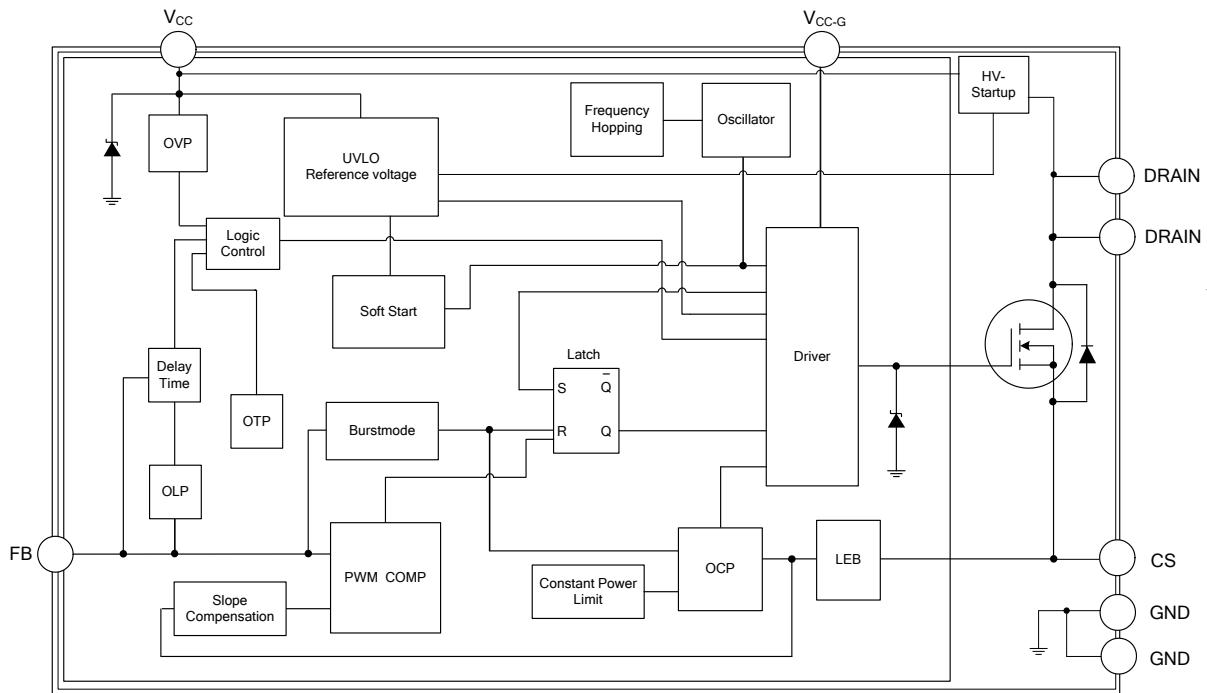 VCC
VCC-G
HV-
Startup
Frequency
Hopping
Oscillator
OVP
UVLO
Reference voltage
DRAIN
DRAIN
Logic
Control
Soft Start
Driver
Latch
Delay
Time
S
Q
R
Q
OTP
Burstmode
OLP
FB
PWM COMP
OCP
LEB
CS
Constant Power
Limit
Slope
Compensation
GND
GND